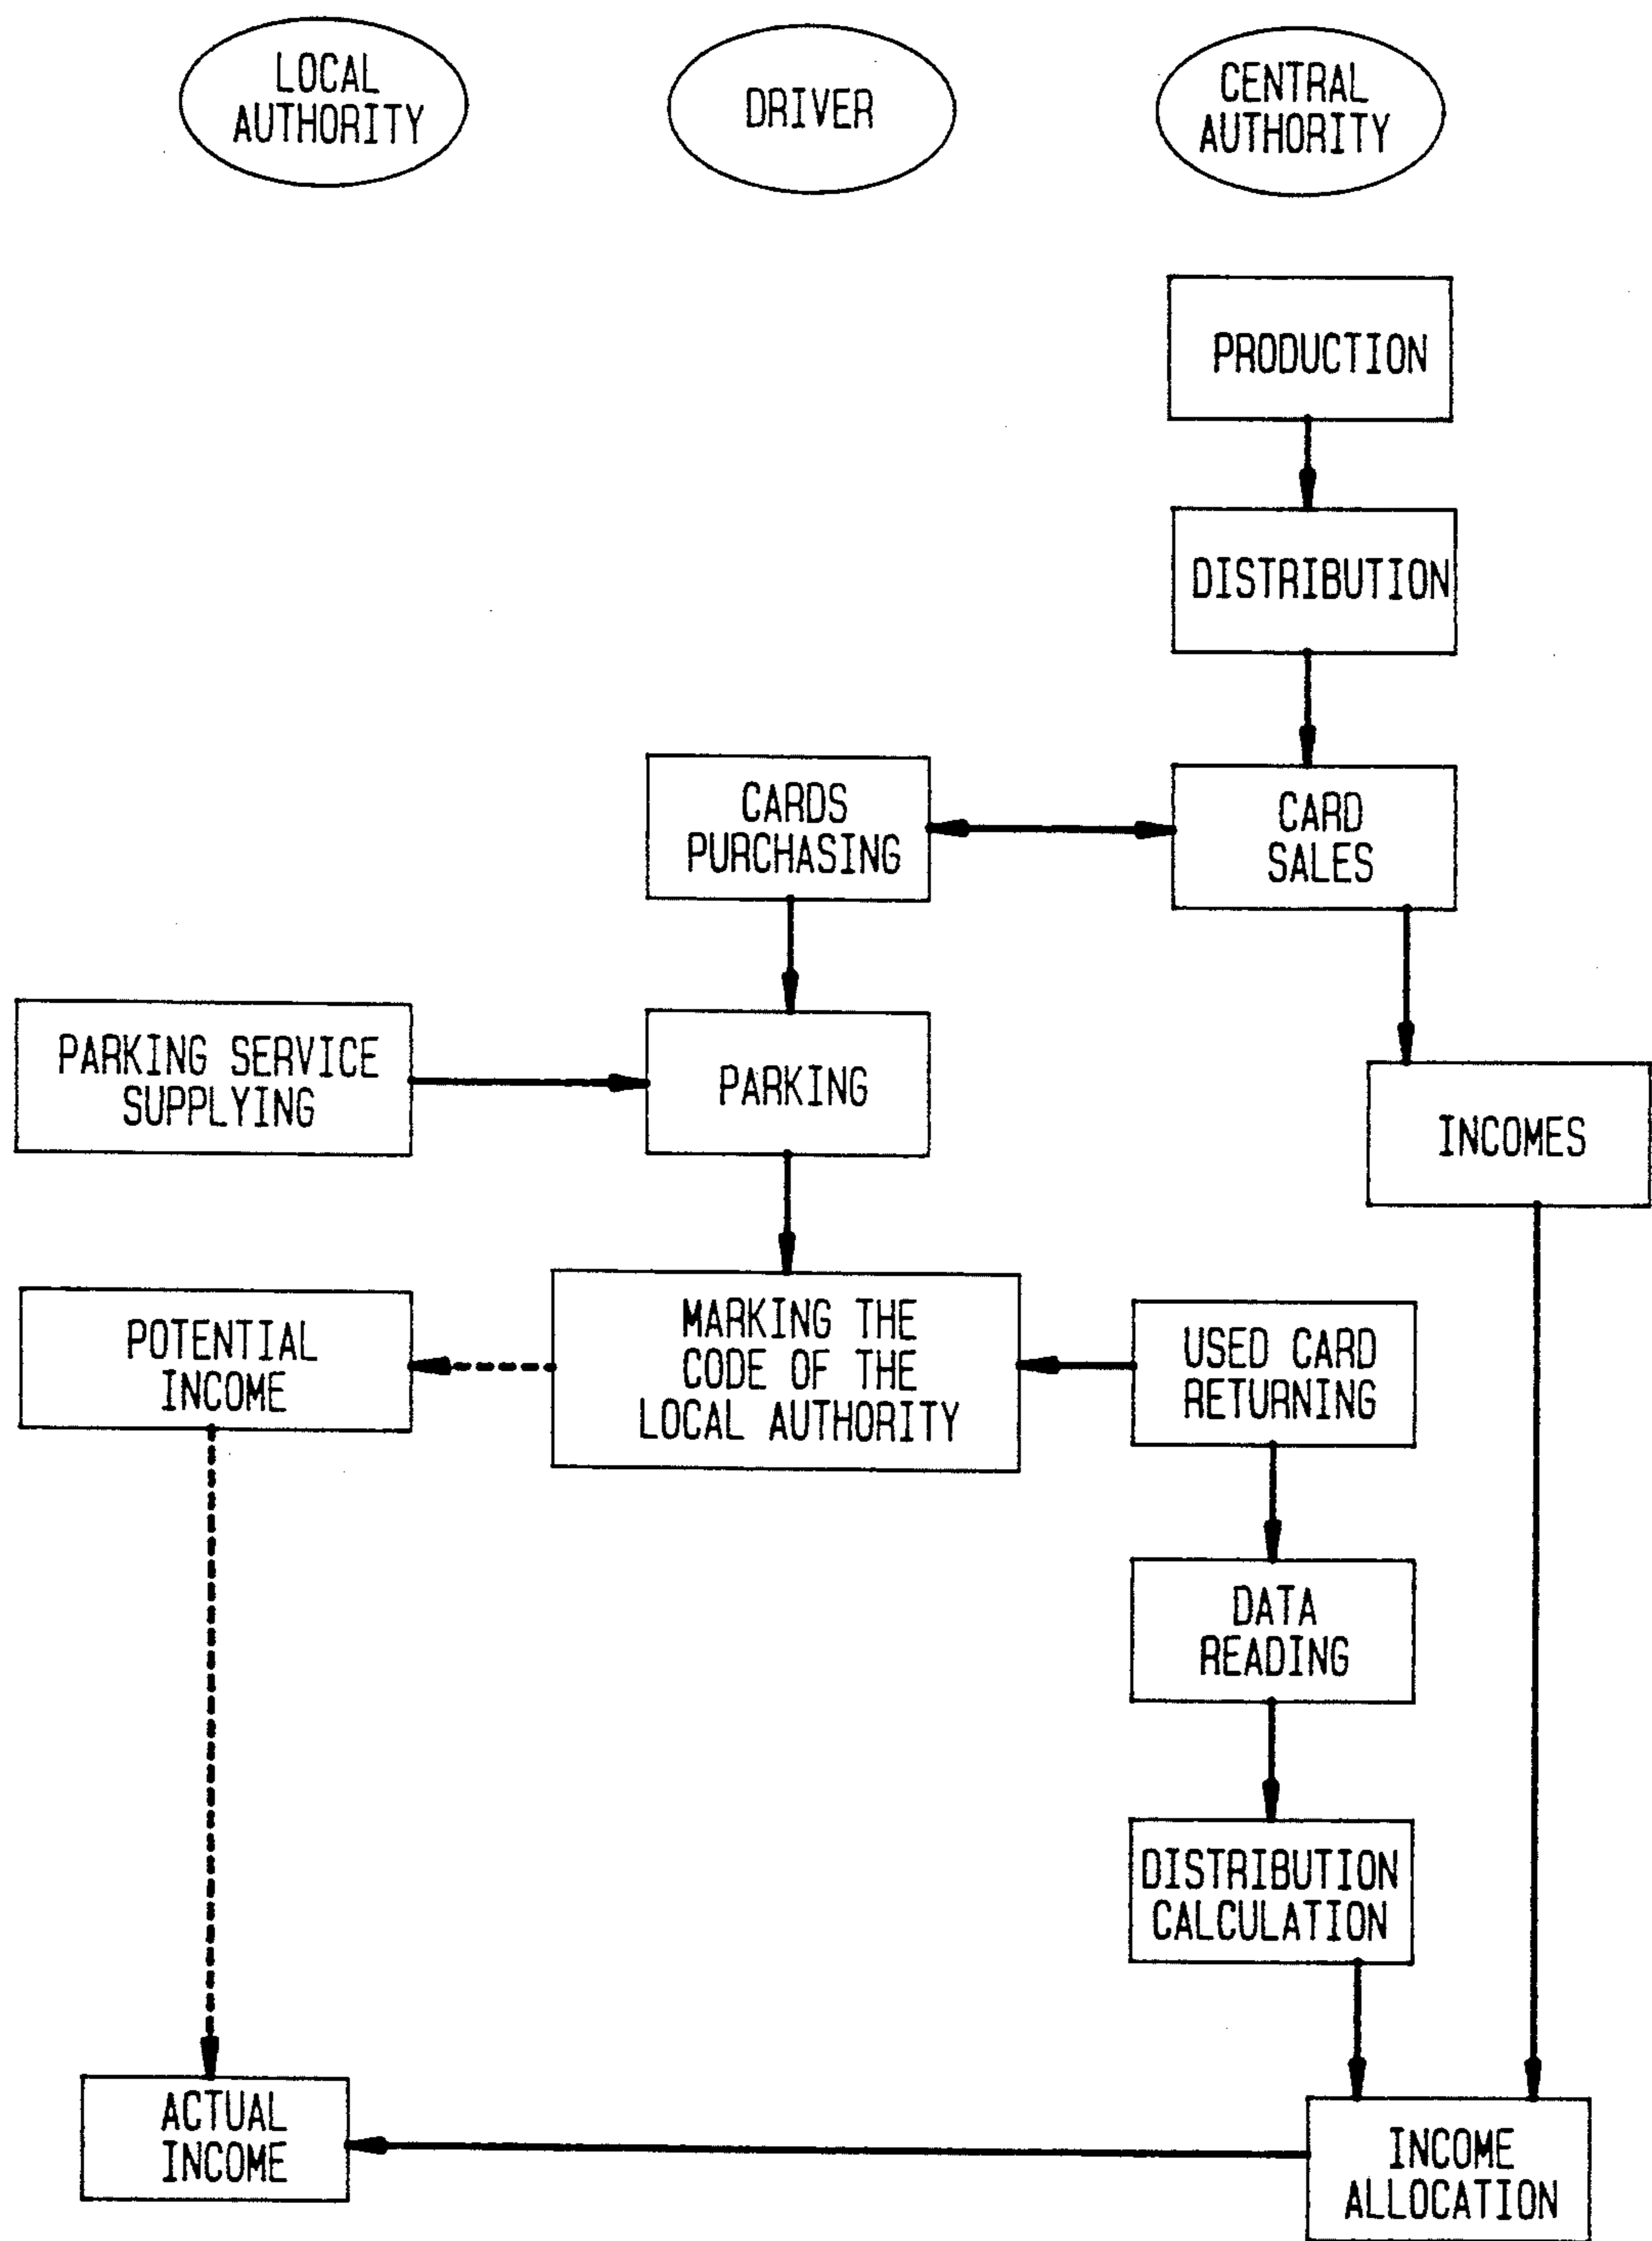 LOCAL
AUTHORITY
DRIVER
CENTRAL
AUTHORITY
PRODUCTION
DISTRIBUTION
CARDS
PURCHASING
CARD
SALES
PARKING SERVICE
SUPPLYING
PARKING
INCOMES
POTENTIAL
INCOME
MARKING THE
CODE OF THE
LOCAL AUTHORITY
USED CARD
RETURNING
DATA
READING
DISTRIBUTION
CALCULATION
ACTUAL
INCOME
INCOME
ALLOCATION